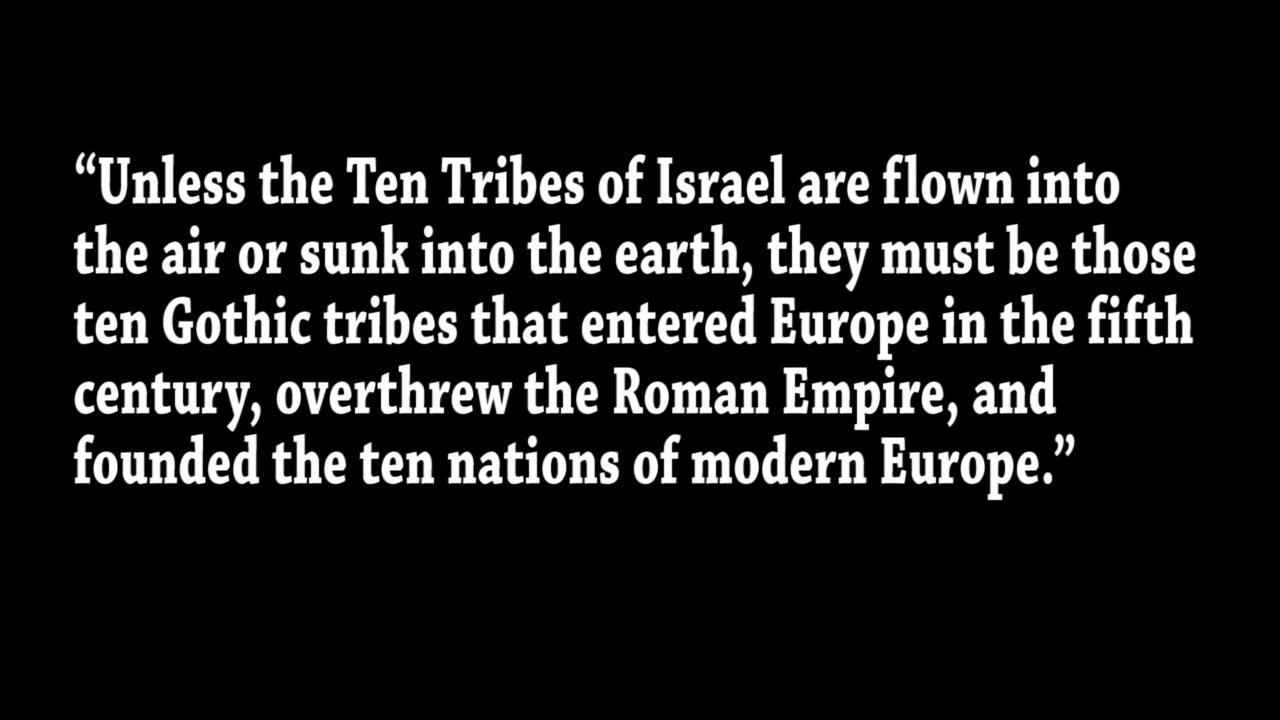 “Unless the Ten Tribes of Israel are flown into
the air or sunk into the earth, they must be those
ten Gothic tribes that entered Europe in the fifth
century, overthrew the Roman Empire, and
founded the ten nations of modern Europe.”